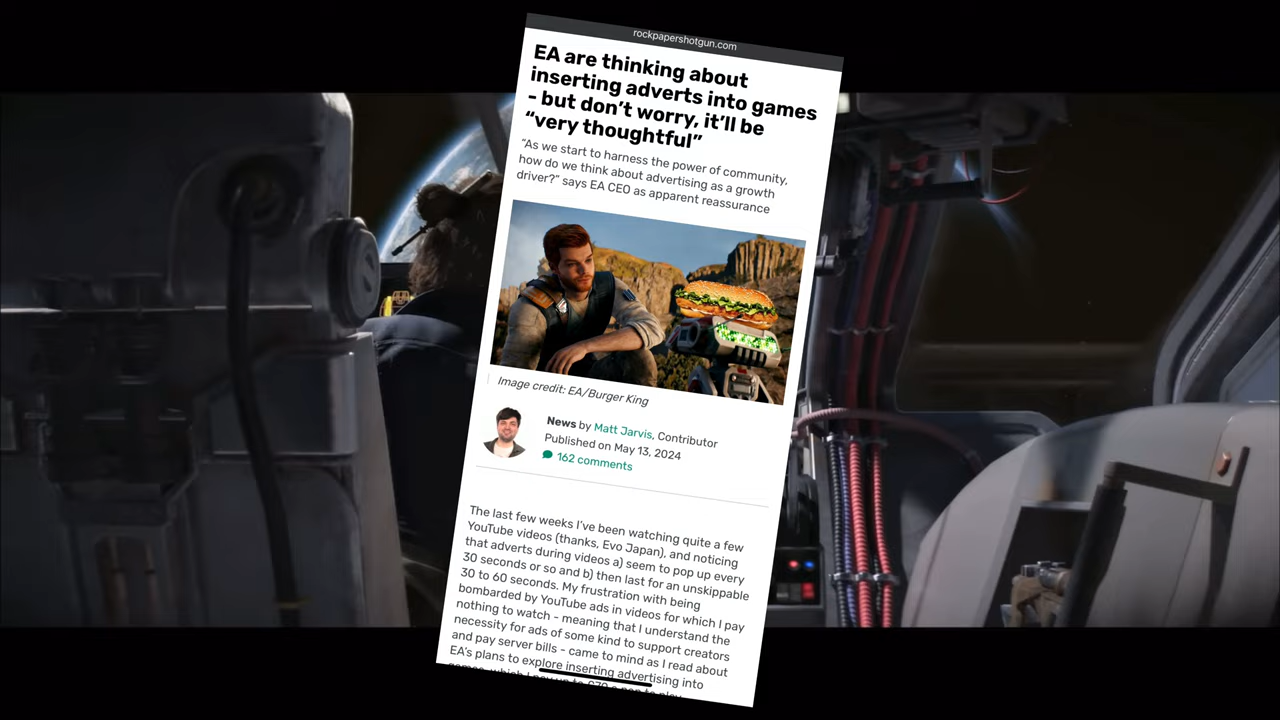 rockpapershotgun.com
EA are thinking about
inserting adverts into games
- but don’t worry, it’ll be
“very thoughtful”
“As we start to harness the power of community,
how do we think about advertising as a growth
driver?” says EA CEO as apparent reassurance
Image credit: EA/Burger King
News by Matt Jarvis, Contributor
Published on May 13, 2024
162 comments
The last few weeks I’ve been watching quite a few
YouTube videos (thanks, Evo Japan), and noticing
that adverts during videos a) seem to pop up every
30 seconds or so and b) then last for an unskippable
30 to 60 seconds. My frustration with being
bombarded by YouTube ads in videos for which I pay
nothing to watch - meaning that I understand the
necessity for ads of some kind to support creators
and pay server bills - came to mind as I read about
EA’s plans to explore inserting advertising into